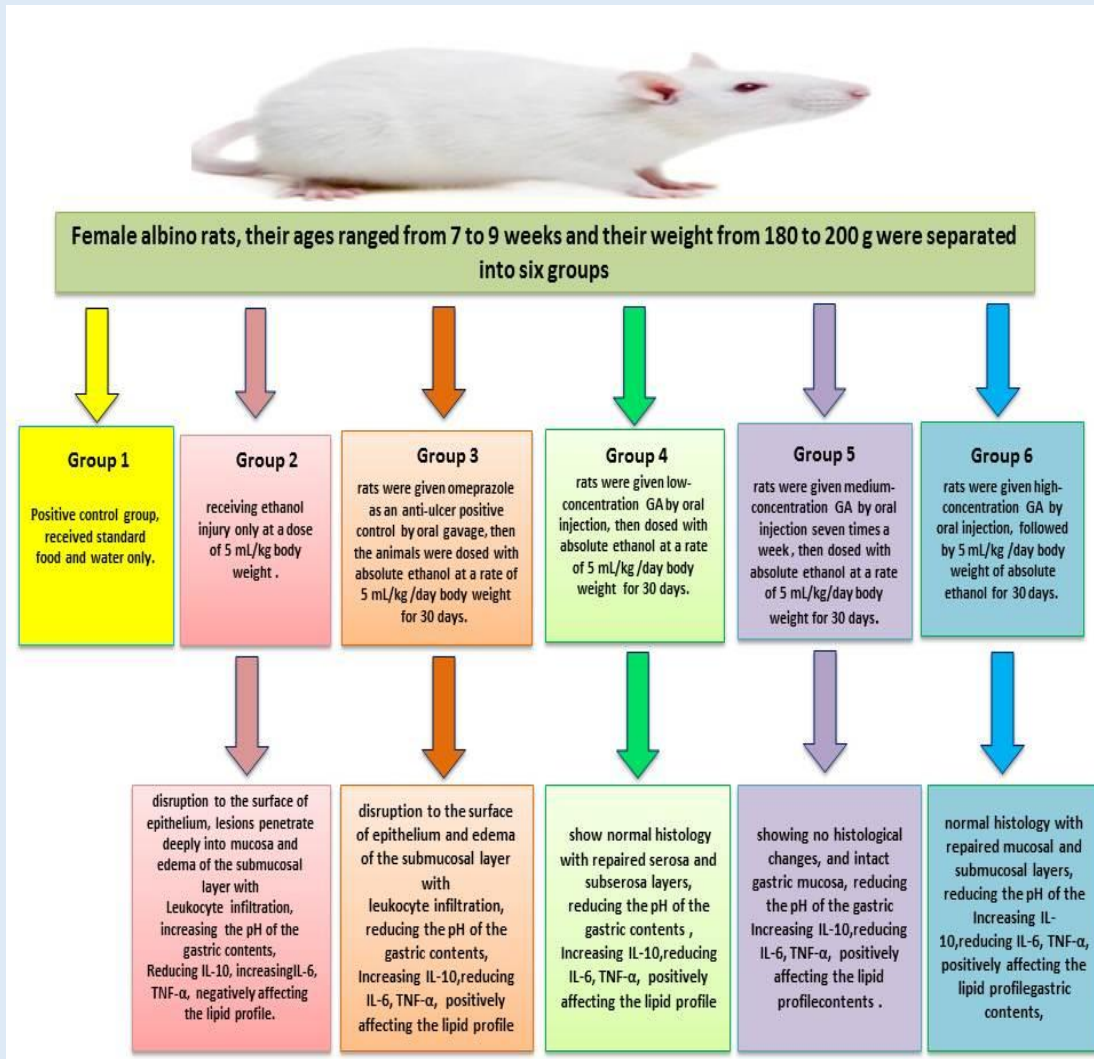 Female albino rats, their ages ranged from 7 to 9 weeks and their weight from 180 to 200 g were separated
into six groups
Group 1
Positive control group,
received standard
food and water only.
Group 2
receiving ethanol
injury only at a dose
of 5 mL/kg body
weight .
Group 3
rats were given omeprazole
as an anti-ulcer positive
control by oral gavage, then
the animals were dosed with
absolute ethanol at a rate of
5 mL/kg /day body weight
for 30 days.
Group 4
rats were given low-
concentration GA by oral
injection, then dosed with
absolute ethanol at a rate
of 5 mL/kg /day body
weight for 30 days.
Group 5
rats were given medium-
concentration GA by oral
injection seven times a
week , then dosed with
absolute ethanol at a rate
of 5 mL/kg/day body
weight for 30 days.
Group 6
rats were given high-
concentration GA by
oral injection, followed
by 5 mL/kg /day body
weight of absolute
ethanol for 30 days.
disruption to the surface of
epithelium, lesions penetrate
deeply into mucosa and
edema of the submucosal
layer with
Leukocyte infiltration,
increasing the pH of the
gastric contents,
Reducing IL-10, increasingIL-6,
TNF-α, negatively affecting
the lipid profile.
disruption to the surface
of epithelium and edema
of the submucosal layer
with
leukocyte infiltration,
reducing the pH of the
gastric contents,
Increasing IL-10,reducing
IL-6, TNF-α, positively
affecting the lipid profile
show normal histology
with repaired serosa and
subserosa layers,
reducing the pH of the
gastric contents ,
Increasing IL-10,reducing
IL-6, TNF-α, positively
affecting the lipid profile
showing no histological
changes, and intact
gastric mucosa, reducing
the pH of the gastric
Increasing IL-10,reducing
IL-6, TNF-α, positively
affecting the lipid
profilecontents .
normal histology with
repaired mucosal and
submucosal layers,
reducing the pH of the
Increasing IL-
10,reducing IL-6, TNF-α,
positively affecting the
lipid profilegastric
contents,